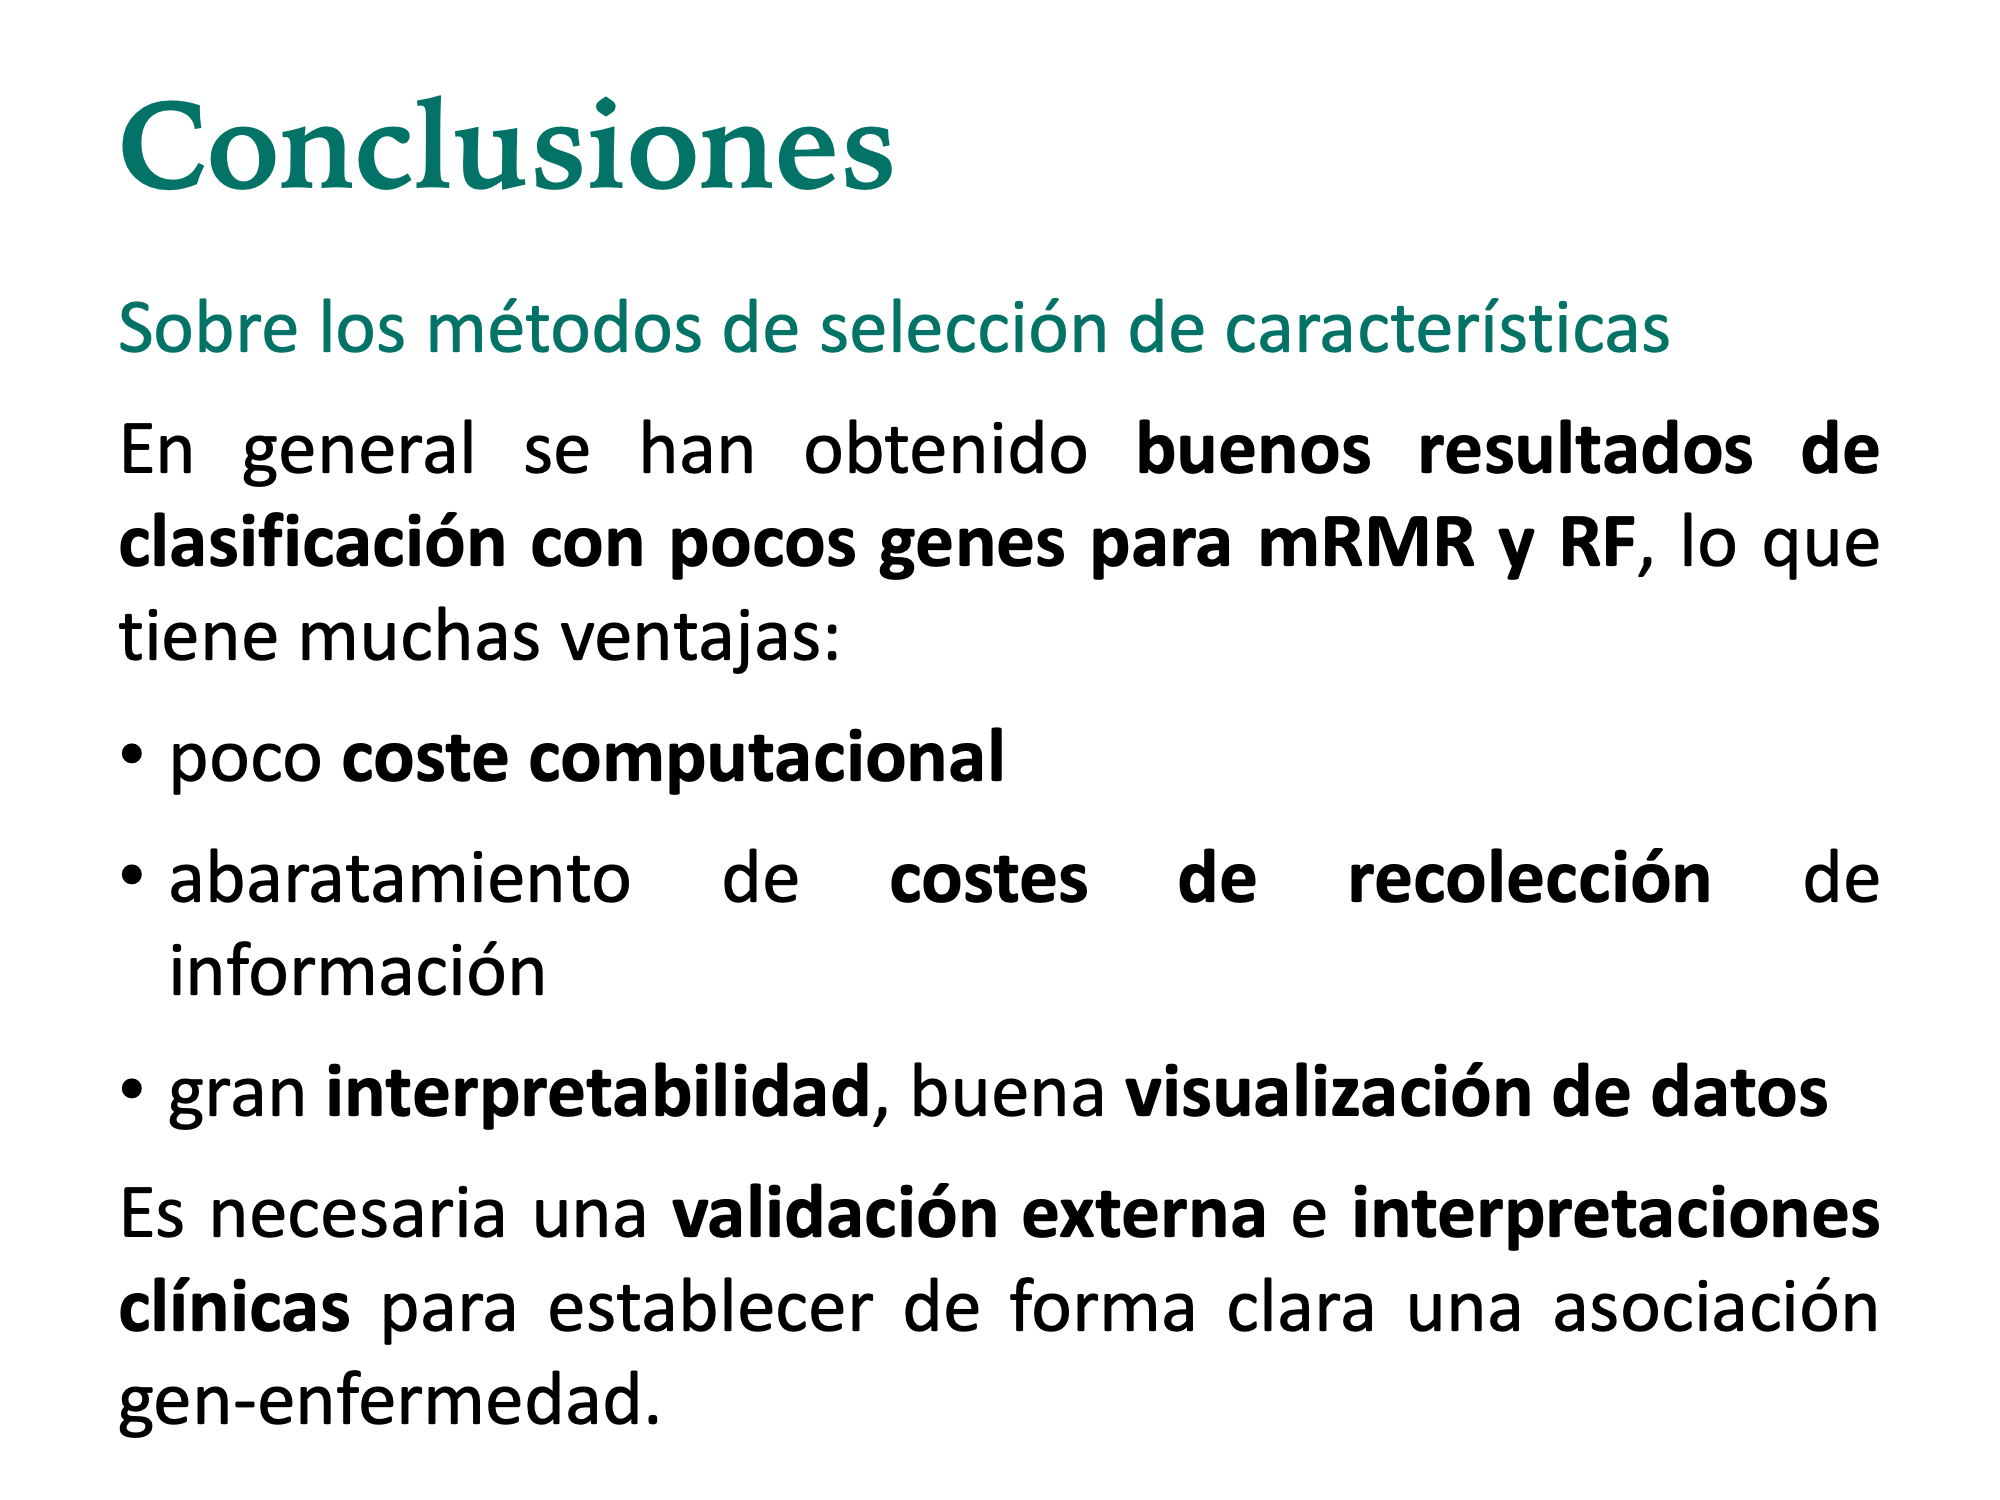 Conclusiones
Sobre los métodos de selección de características
En general se han obtenido buenos resultados de
clasificación con pocos genes para mRMR y RF, lo que
tiene muchas ventajas:
• poco coste computacional
• abaratamiento de costes de recolección de
información
• gran interpretabilidad, buena visualización de datos
Es necesaria una validación externa e interpretaciones
clínicas para establecer de forma clara una asociación
gen-enfermedad.